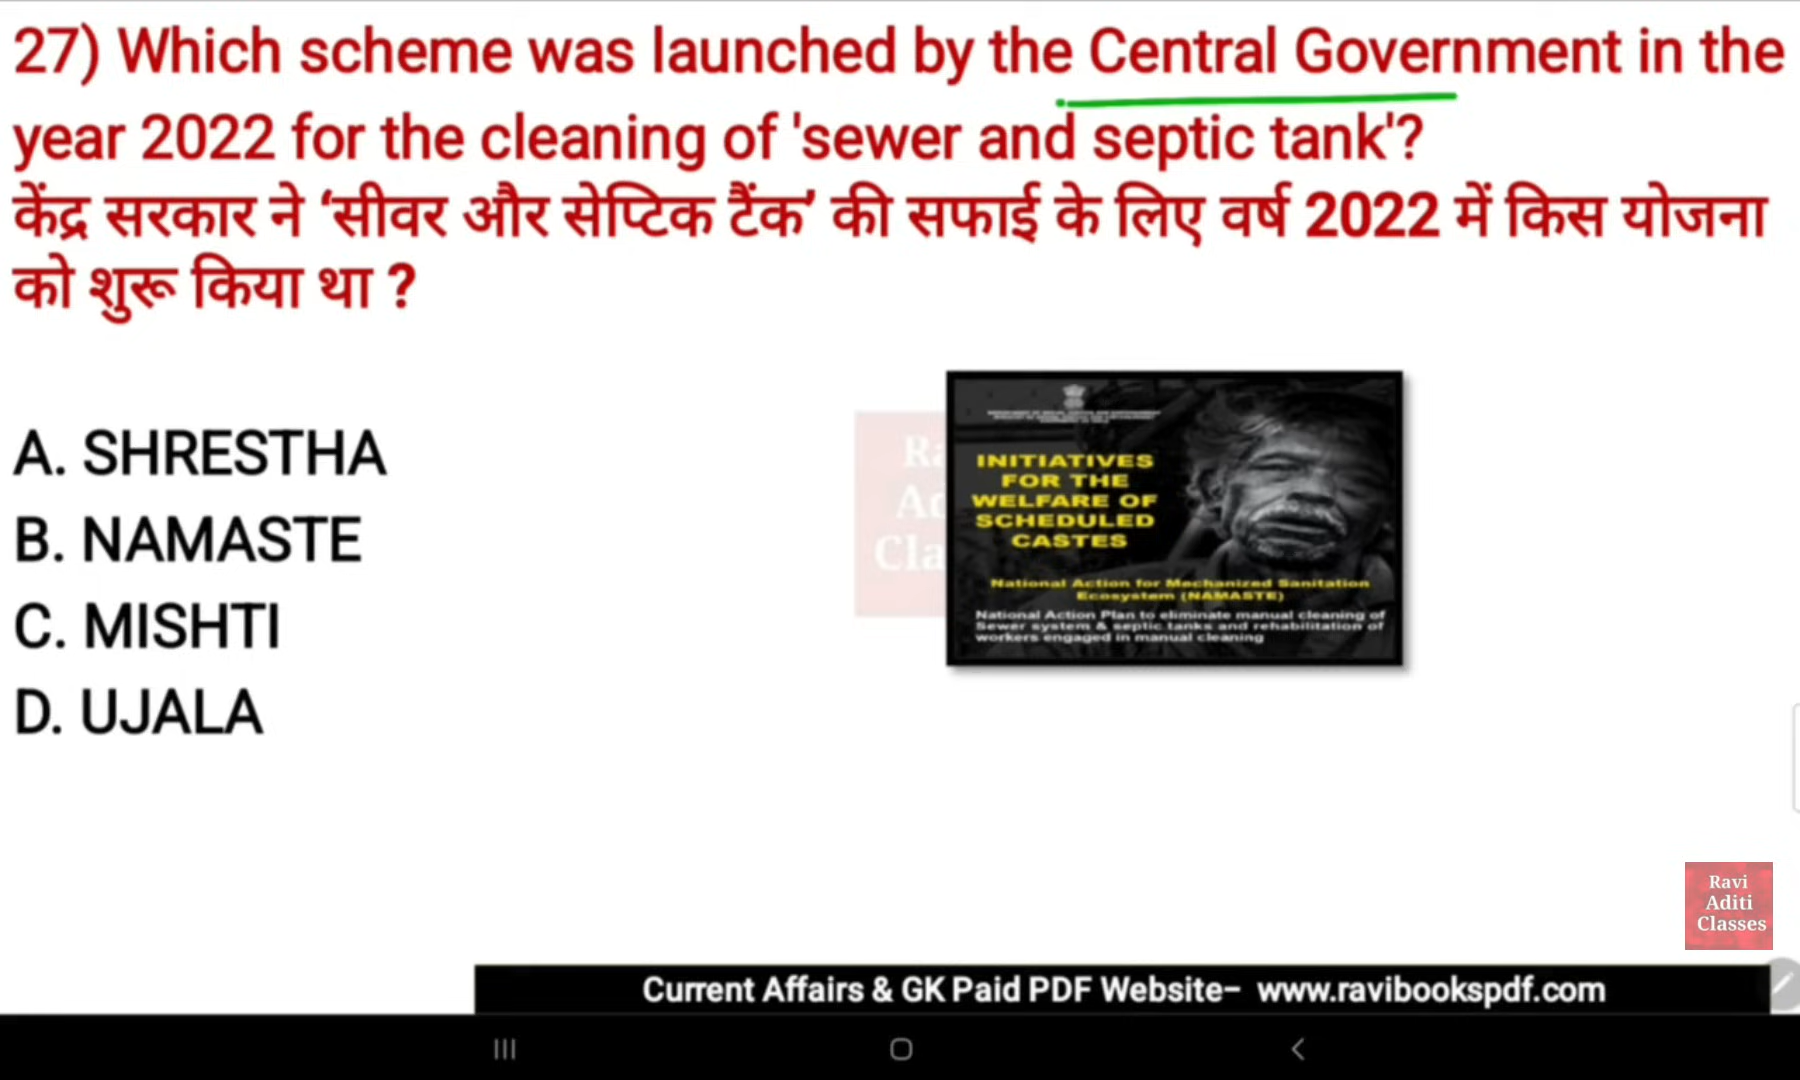 27) Which scheme was launched by the Central Government in the
year 2022 for the cleaning of 'sewer and septic tank'?
केंद्र सरकार ने ‘सीवर और सेप्टिक टैंक’ की सफाई के लिए वर्ष 2022 में किस योजना
को शुरू किया था ?
A. SHRESTHA
B. NAMASTE
C. MISHTI
D. UJALA
INITIATIVES
FOR THE
WELFARE OF
SCHEDULED
CASTES
National Action for Mechanized Sanitation
Ecosystem (NAMASTE)
National Action Plan to eliminate manual cleaning of
Sewer system & septic tanks and rehabilitation of
workers engaged in manual cleaning
Ravi
Aditi
Classes
Current Affairs & GK Paid PDF Website– www.ravibookspdf.com